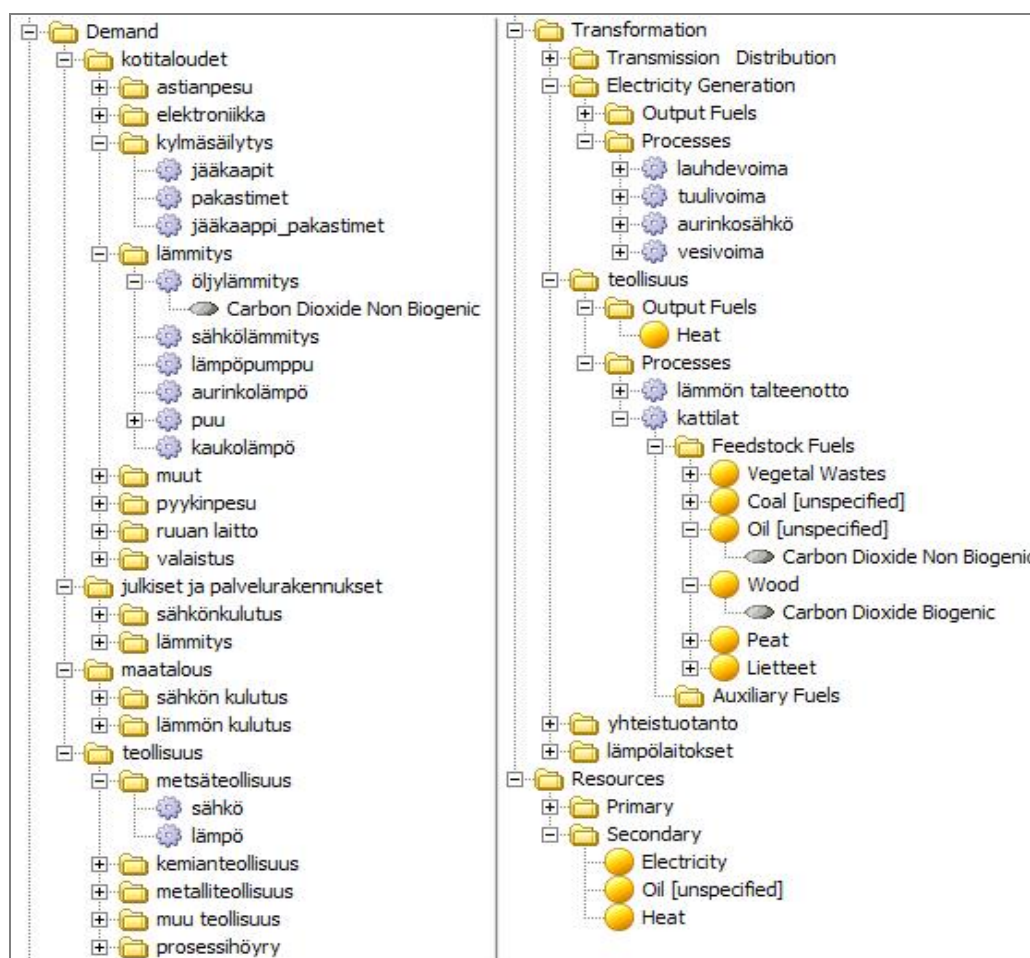 Demand
kotitaloudet
astianpesu
elektroniikka
kylmäsäilytys
jääkaapit
pakastimet
jääkaappi_pakastimet
lämmitys
öljylämmitys
Carbon Dioxide Non Biogenic
sähkölämmitys
lämpöpumppu
aurinkolämpö
puu
kaukolämpö
muut
pyykinpesu
ruuan laitto
valaistus
julkiset ja palvelurakennukset
sähkönkulutus
lämmitys
maatalous
sähkön kulutus
lämmön kulutus
teollisuus
metsäteollisuus
sähkö
lämpö
kemianteollisuus
metalliteollisuus
muu teollisuus
prosessihöyry
Transformation
Transmission Distribution
Electricity Generation
Output Fuels
Processes
lauhdevoima
tuulivoima
aurinkosähkö
vesivoima
teollisuus
Output Fuels
Heat
Processes
lämmön talteenotto
kattilat
Feedstock Fuels
Vegetal Wastes
Coal [unspecified]
Oil [unspecified]
Carbon Dioxide Non Biogenic
Wood
Carbon Dioxide Biogenic
Peat
Lietteet
Auxiliary Fuels
yhteistuotanto
lämpölaitokset
Resources
Primary
Secondary
Electricity
Oil [unspecified]
Heat